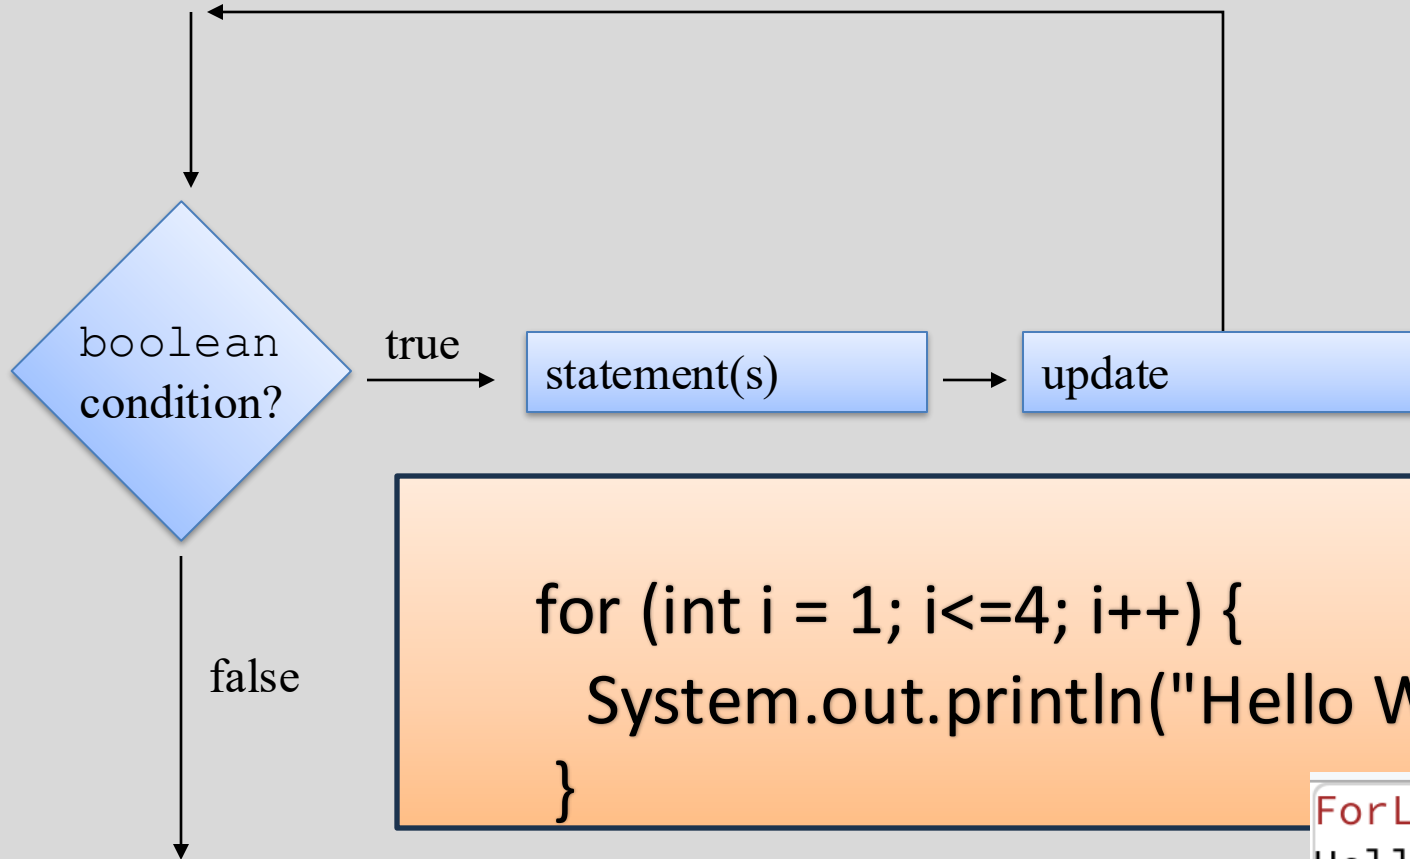 boolean
condition?
true
statement(s)
update
false
for (int i = 1; i<=4; i++) {
System.out.println("Hello
}